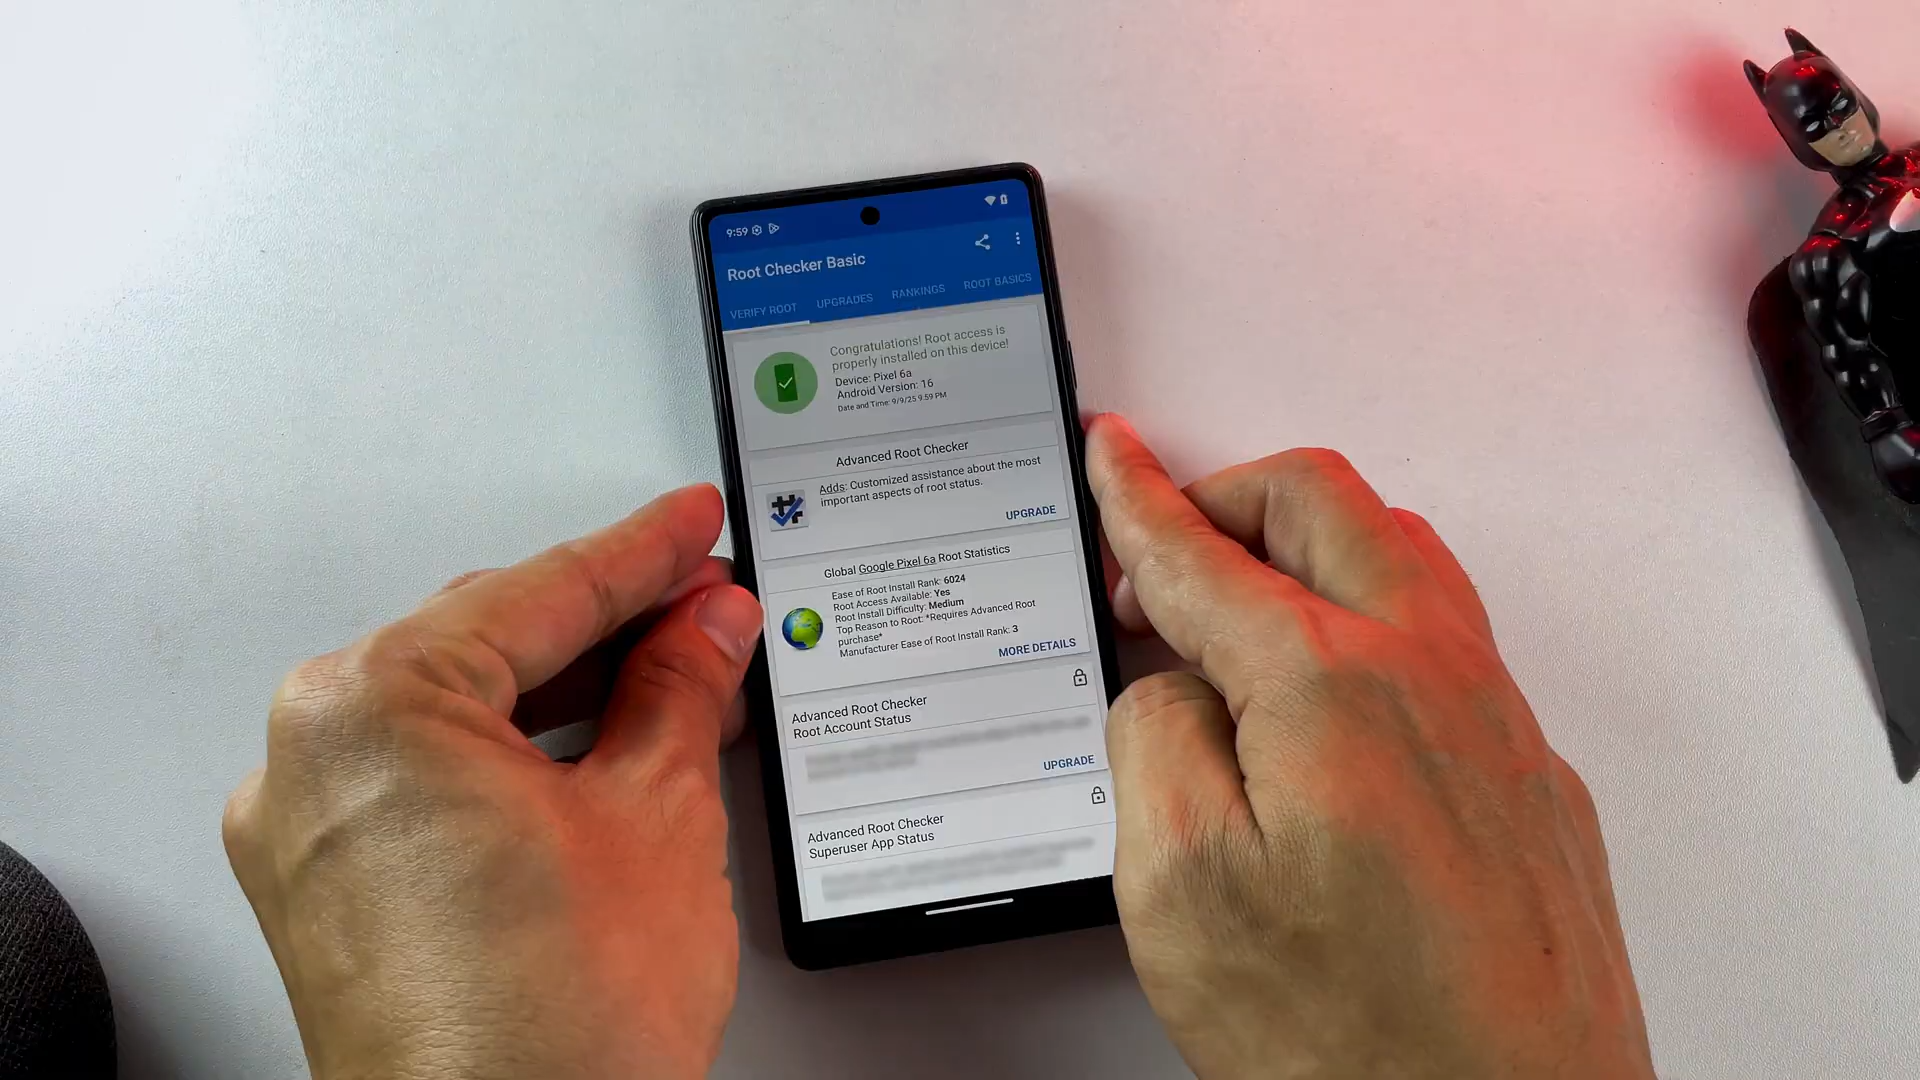 9:59
Root Checker Basic
VERIFY ROOT UPGRADES RANKINGS ROOT BASICS
Congratulations! Root access is
properly installed on this device!
Device: Pixel 6a
Android Version: 16
Date and Time: 9/9/25 9:59 PM
Advanced Root Checker
Adds: Customized assistance about the most
important aspects of root status.
UPGRADE
Global Google Pixel 6a Root Statistics
Ease of Root Install Rank: 6024
Root Access Available: Yes
Root Install Difficulty: Medium
Top Reason to Root: *Requires Advanced Root
purchase*
Manufacturer Ease of Root Install Rank: 3
MORE DETAILS
Advanced Root Checker
Root Account Status
UPGRADE
Advanced Root Checker
Superuser App Status